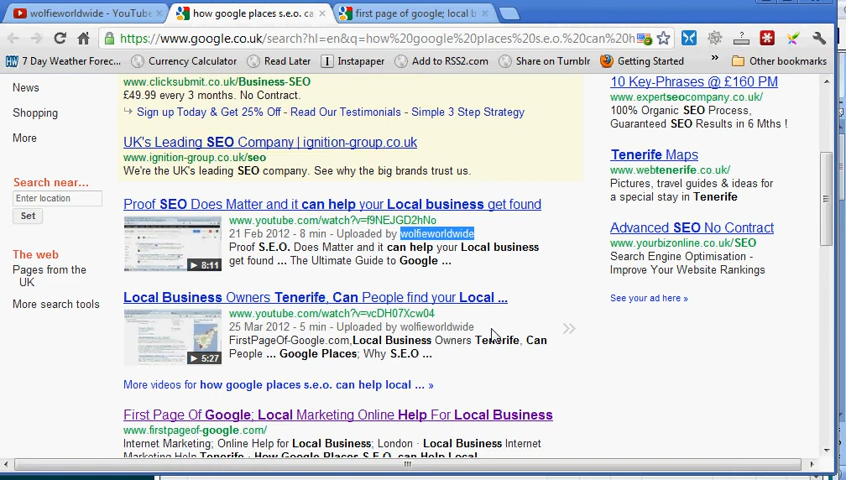 wolfieworldwide - YouTube
how google places s.e.o. ca
first page of google; local b
https://www.google.co.uk/search?hl=en&q=how%20google%20places%20s.e.o.%20can%20h
7 Day Weather Forec...
Currency Calculator
Read Later
Instapaper
Add to RSS2.com
Share on Tumblr
Getting Started
»
Other bookmarks
News
Shopping
More
Search near...
Enter location
Set
The web
Pages from the
UK
More search tools
www.clicksubmit.co.uk/Business-SEO
£49.99 every 3 months. No Contract.
Sign up Today & Get 25% Off - Read Our Testimonials - Simple 3 Step Strategy
UK's Leading SEO Company | ignition-group.co.uk
www.ignition-group.co.uk/seo
We're the UK's leading SEO company. See why the big brands trust us.
Proof SEO Does Matter and it can help your Local business get found
www.youtube.com/watch?v=f9NEJGD2hNo
21 Feb 2012 - 8 min - Uploaded by wolfieworldwide
Proof S.E.O. Does Matter and it can help your Local business
get found ... The Ultimate Guide to Google ...
8:11
Local Business Owners Tenerife, Can People find your Local ...
www.youtube.com/watch?v=vcDH07Xcw04
25 Mar 2012 - 5 min - Uploaded by wolfieworldwide
FirstPageOf-Google.com,Local Business Owners Tenerife, Can
People ... Google Places; Why S.E.O ...
5:27
More videos for how google places s.e.o. can help local ... »
First Page Of Google; Local Marketing Online Help For Local Business
www.firstpageof-google.com/
Internet Marketing; Online Help for Local Business; London · Local Business Internet
Marketing Help Tenerife · How Google Places S.E.O. can Help Local
10 Key-Phrases @ £160 PM
www.expertseocompany.co.uk/
100% Organic SEO Process,
Guaranteed SEO Results in 6 Mths !
Tenerife Maps
www.webtenerife.co.uk/
Pictures, travel guides & ideas for
a special stay in Tenerife
Advanced SEO No Contract
www.yourbizonline.co.uk/SEO
Search Engine Optimisation -
Improve Your Website Rankings
See your ad here »